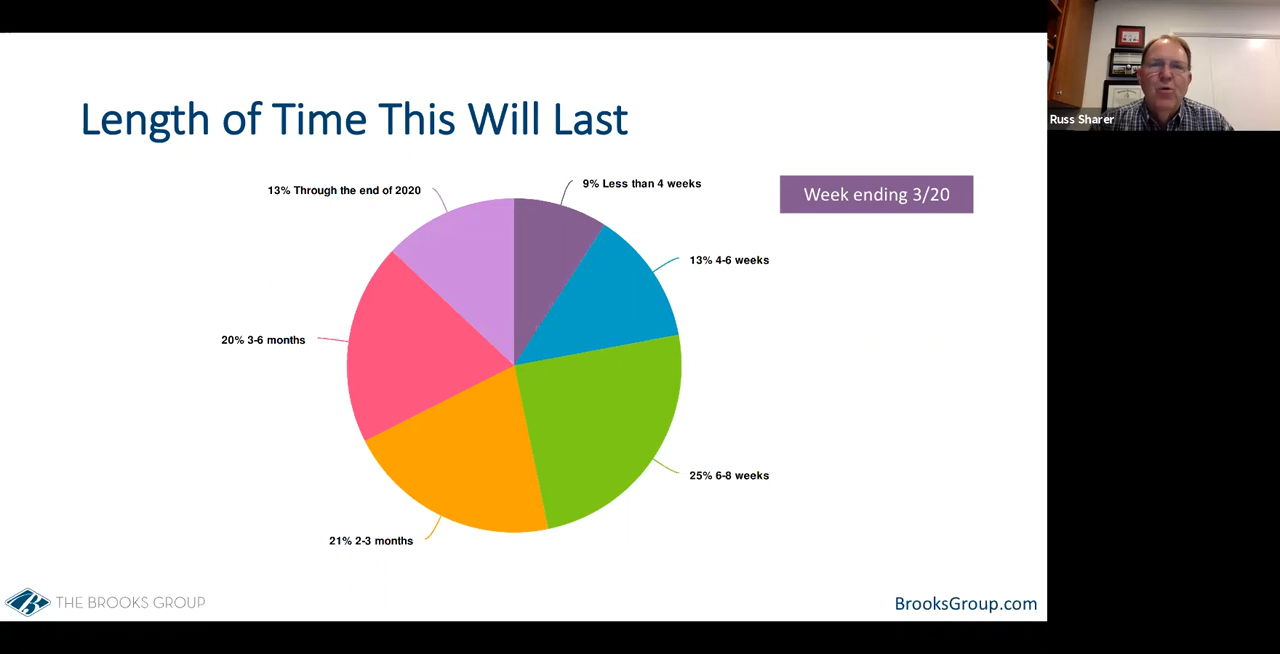 Length of Time This Will Last
Week ending 3/20
13% Through the end of 2020
9% Less than 4 weeks
13% 4-6 weeks
20% 3-6 months
25% 6-8 weeks
21% 2-3 months
THE BROOKS GROUP
BrooksGroup.com
Russ Sharer